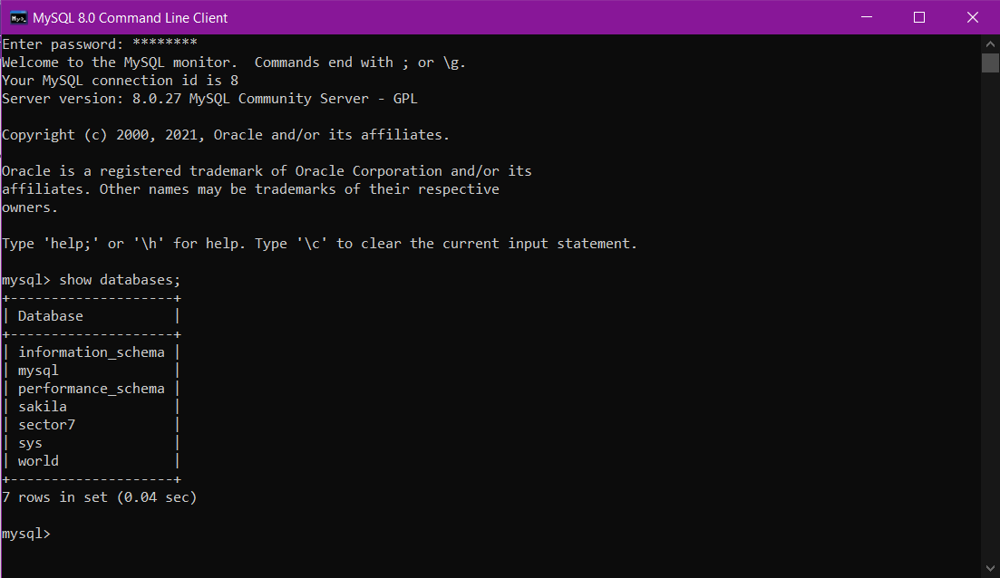 MySQL 8.0 Command Line Client
Enter password: ********
Welcome to the MySQL monitor.  Commands end with ; or \g.
Your MySQL connection id is 8
Server version: 8.0.27 MySQL Community Server - GPL

Copyright (c) 2000, 2021, Oracle and/or its affiliates.

Oracle is a registered trademark of Oracle Corporation and/or its
affiliates. Other names may be trademarks of their respective
owners.

Type 'help;' or '\h' for help. Type '\c' to clear the current input statement.

mysql> show databases;
+--------------------+
| Database           |
+--------------------+
| information_schema |
| mysql              |
| performance_schema |
| sakila             |
| sector7            |
| sys                |
| world              |
+--------------------+
7 rows in set (0.04 sec)

mysql>